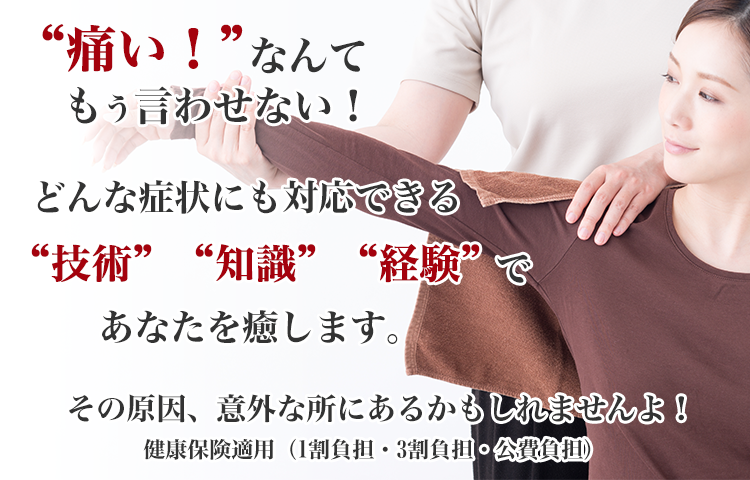 “痛い！”なんて
もぅ言わせない！
どんな症状にも対応できる
“技術” “知識” “経験”で
あなたを癒します。
その原因、意外な所にあるかもしれませんよ！
健康保険適用（1割負担・3割負担・公費負担）